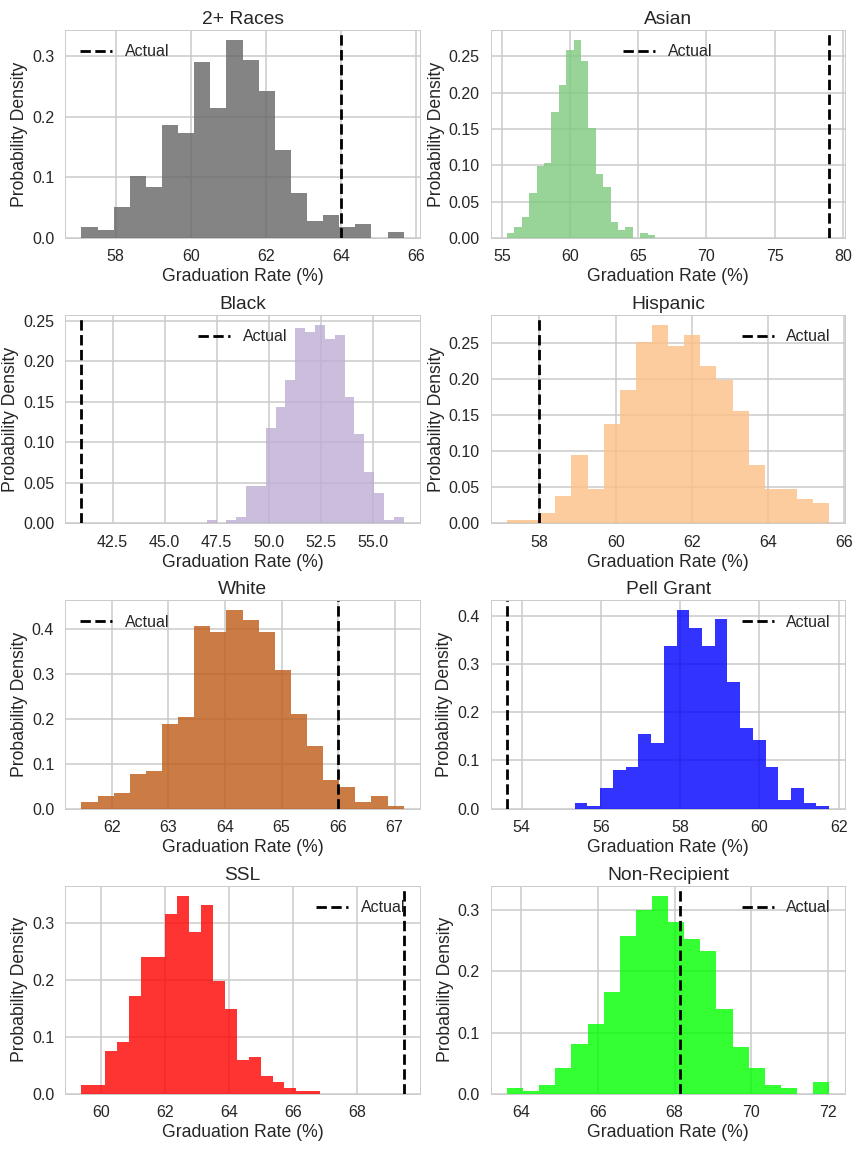 2+ Races
Actual
Probability Density
0.3
0.2
0.1
0.0
58 60 62 64 66
Graduation Rate (%)
Asian
Actual
Probability Density
0.25
0.20
0.15
0.10
0.05
0.00
55 60 65 70 75 80
Graduation Rate (%)
Black
Actual
Probability Density
0.25
0.20
0.15
0.10
0.05
0.00
42.5 45.0 47.5 50.0 52.5 55.0
Graduation Rate (%)
Hispanic
Actual
Probability Density
0.25
0.20
0.15
0.10
0.05
0.00
58 60 62 64 66
Graduation Rate (%)
White
Actual
Probability Density
0.4
0.3
0.2
0.1
0.0
62 63 64 65 66 67
Graduation Rate (%)
Pell Grant
Actual
Probability Density
0.4
0.3
0.2
0.1
0.0
54 56 58 60 62
Graduation Rate (%)
SSL
Actual
Probability Density
0.3
0.2
0.1
0.0
60 62 64 66 68
Graduation Rate (%)
Non-Recipient
Actual
Probability Density
0.3
0.2
0.1
0.0
64 66 68 70 72
Graduation Rate (%)